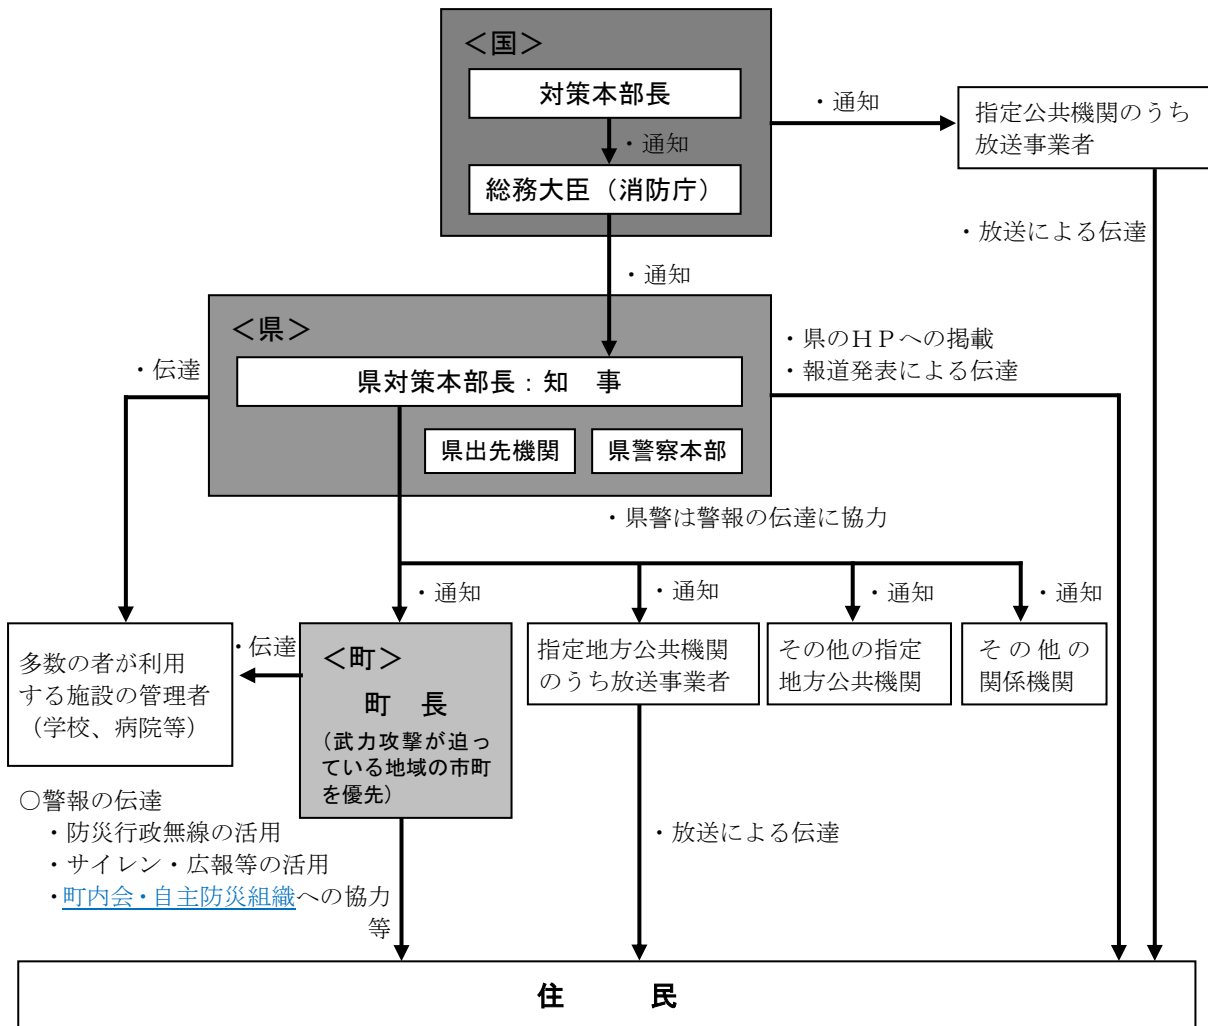 ＜国＞
対策本部長
・通知
総務大臣（消防庁）
・通知
指定公共機関のうち
放送事業者
・放送による伝達
・通知
＜県＞
県対策本部長：知　事
県出先機関
県警察本部
・伝達
・県のＨＰへの掲載
・報道発表による伝達
・県警は警報の伝達に協力
・通知
・通知
・通知
・通知
多数の者が利用
する施設の管理者
（学校、病院等）
・伝達
＜町＞
町　長
（武力攻撃が迫っ
ている地域の市町
を優先）
指定地方公共機関
のうち放送事業者
その他の指定
地方公共機関
その他の
関係機関
○警報の伝達
・防災行政無線の活用
・サイレン・広報等の活用
・町内会・自主防災組織への協力
等
・放送による伝達
住　　民